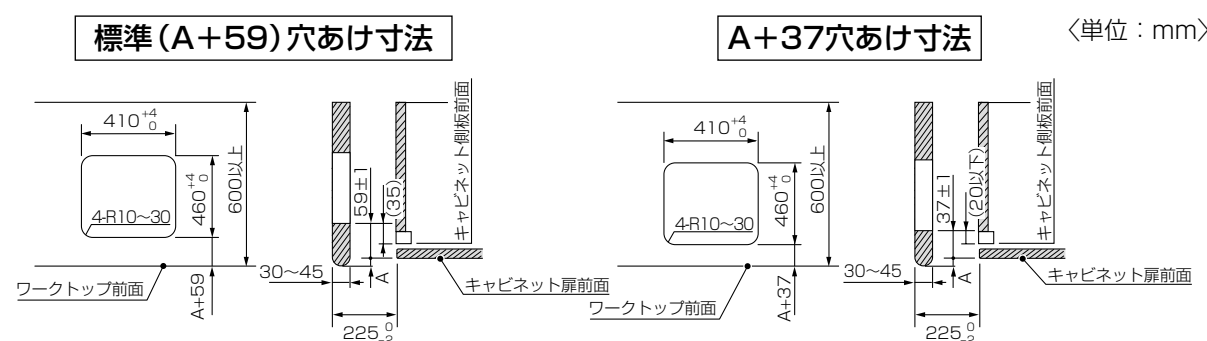 標準(A+59)穴あけ寸法
A+37穴あけ寸法
〈単位:mm〉
410 +4 0
460 +4 0
600以上
4-R10〜30
A+59
ワークトップ前面
59±1
(35)
キャビネット側板前面
30〜45
A
キャビネット扉前面
225 0 -2
410 +4 0
460 +4 0
600以上
4-R10〜30
A+37
ワークトップ前面
37±1
(20以下)
キャビネット側板前面
30〜45
A
キャビネット扉前面
225 0 -2